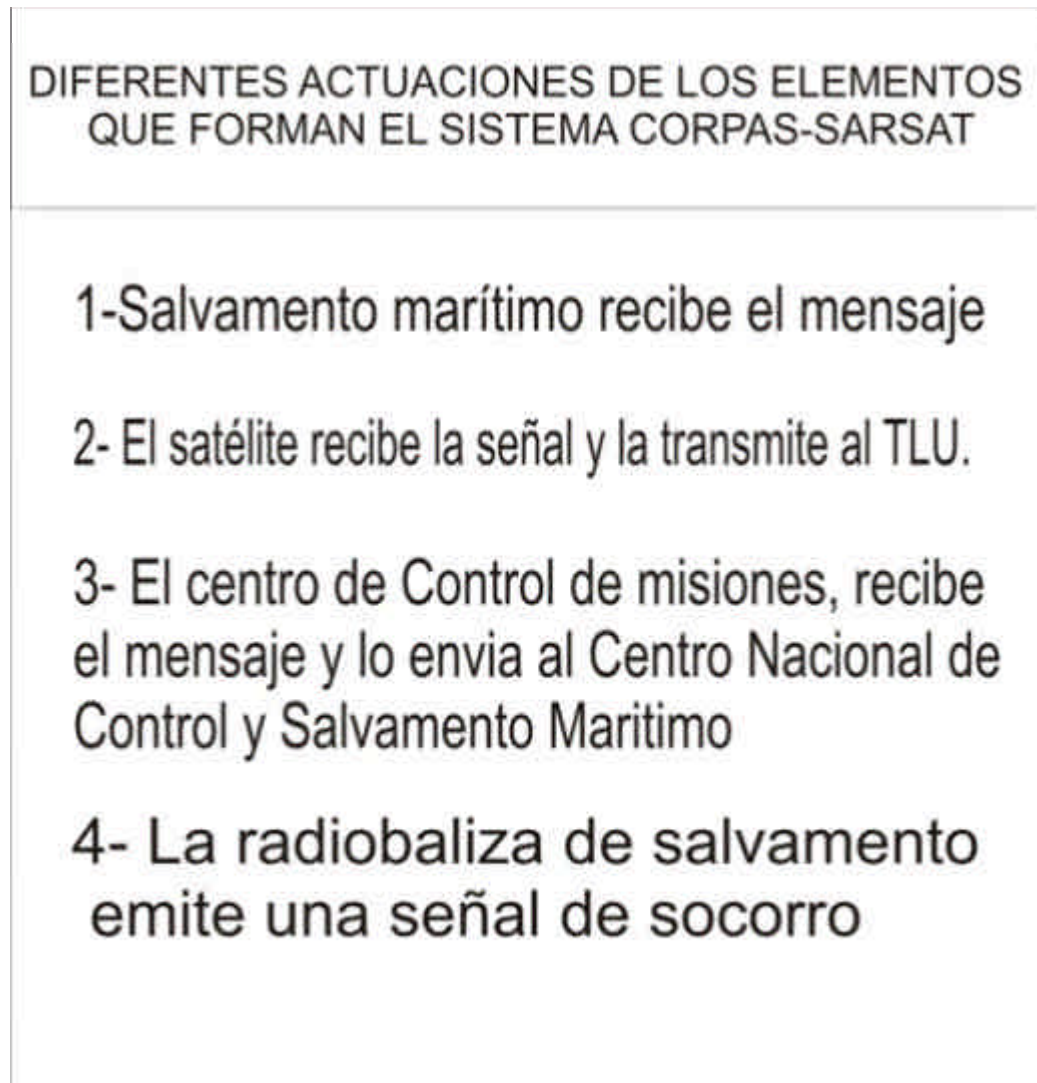 DIFERENTES ACTUACIONES DE LOS ELEMENTOS
QUE FORMAN EL SISTEMA CORPAS-SARSAT
1-Salvamento marítimo recibe el mensaje
2- El satélite recibe la señal y la transmite al TLU.
3- El centro de Control de misiones, recibe
el mensaje y lo envia al Centro Nacional de
Control y Salvamento Maritimo
4- La radiobaliza de salvamento
emite una señal de socorro